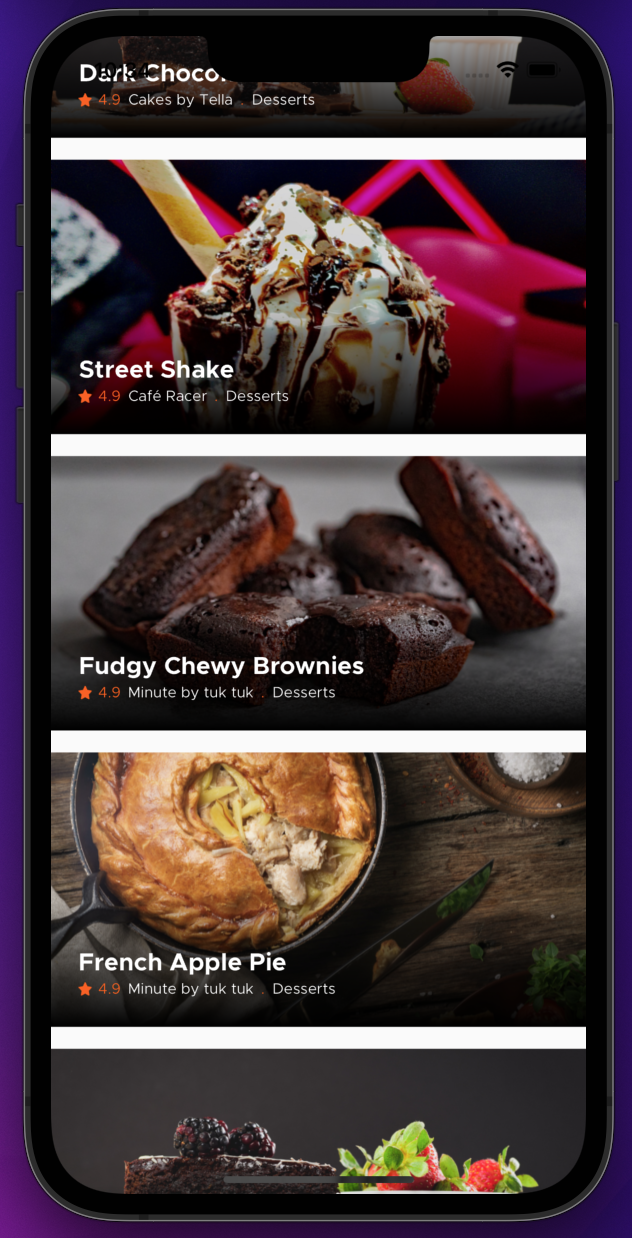 Dark Choco
4.9 Cakes by Tella . Desserts
Street Shake
4.9 Café Racer . Desserts
Fudgy Chewy Brownies
4.9 Minute by tuk tuk . Desserts
French Apple Pie
4.9 Minute by tuk tuk . Desserts